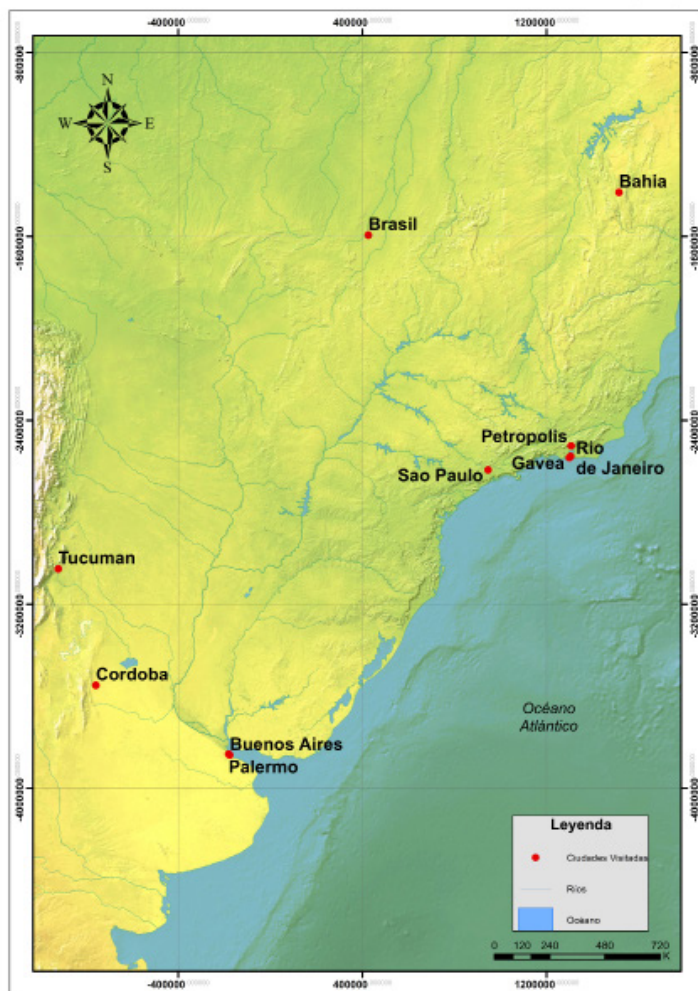 -400000 400000 1200000
-800000 -800000
N
W E
S
Bahia
Brasil
-1600000 -1600000
-2400000 -2400000
Petropolis
Rio
Gavea
de Janeiro
Sao Paulo
Tucuman
-3200000 -3200000
Cordoba
Océano
Atlántico
Buenos Aires
Palermo
-4000000 -4000000
Leyenda
Ciudades Visitadas
Ríos
Océano
0 120 240 480 720
K
-400000 400000 1200000